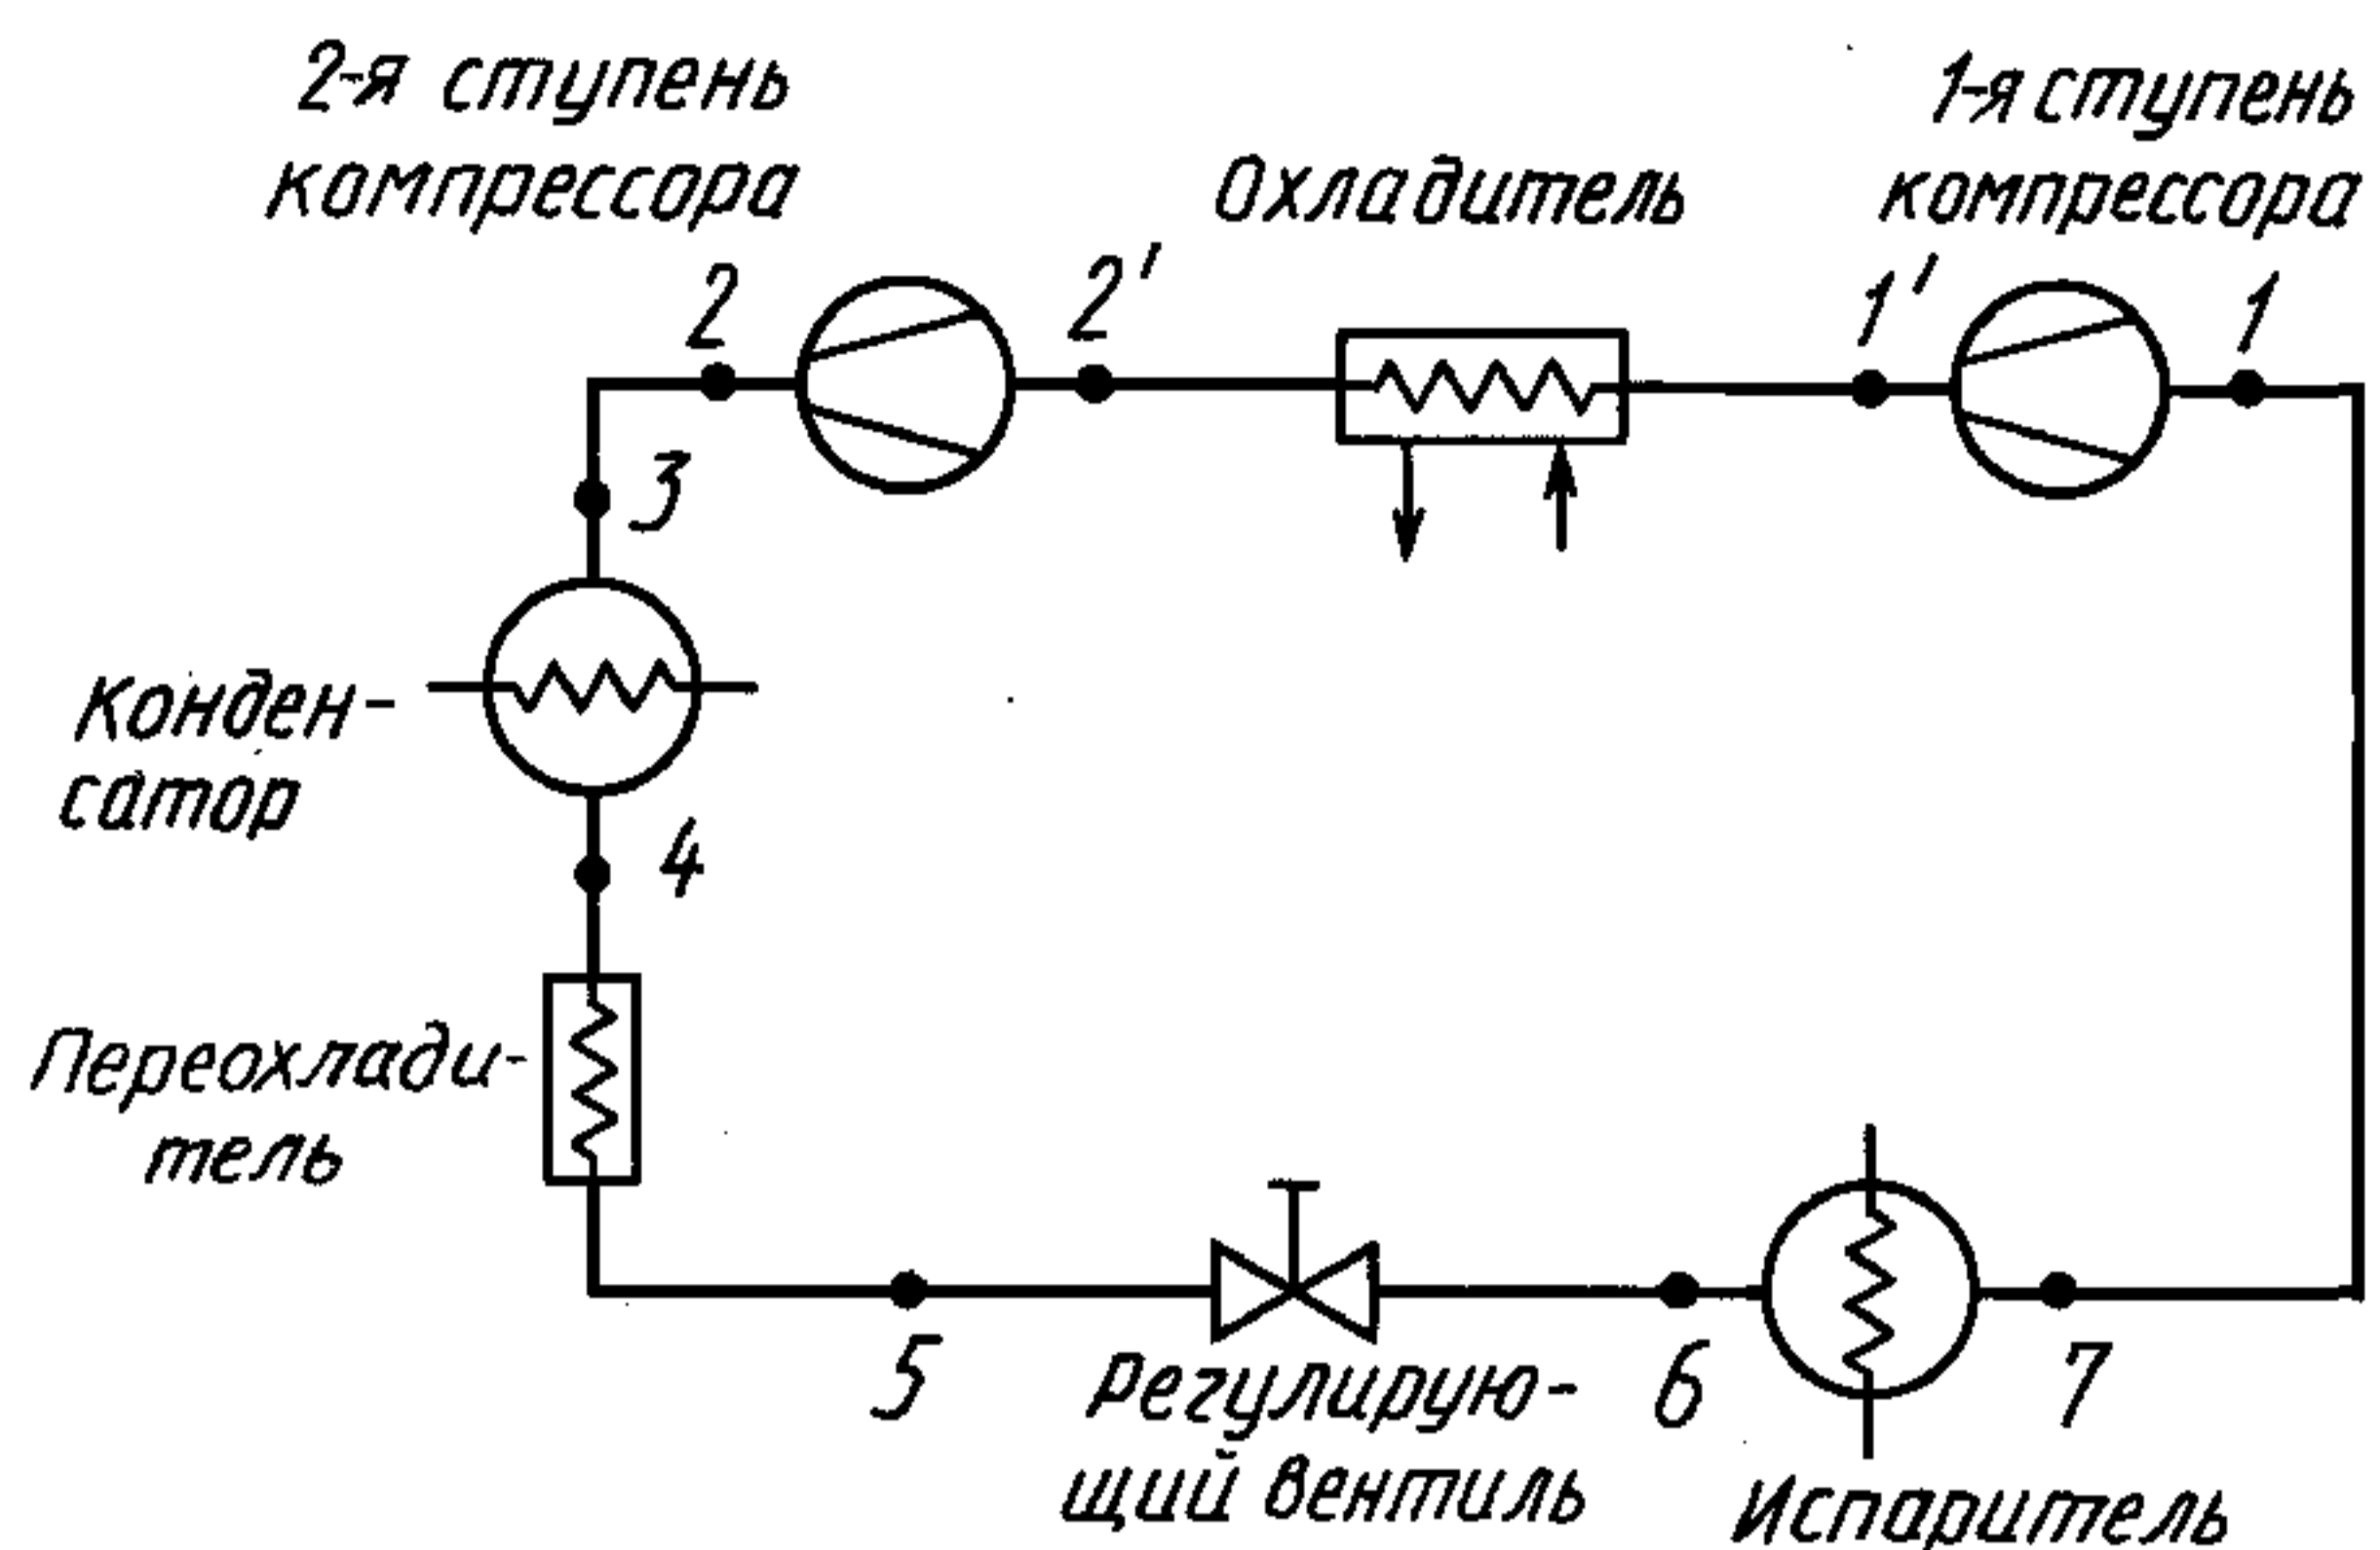 2-я ступень
компрессора
Охладитель
1-я ступень
компрессора
2
2'
1'
1
3
Конден-
сатор
4
Переохлади-
тель
5
Регулирую-
щий вентиль
6
7
Испаритель